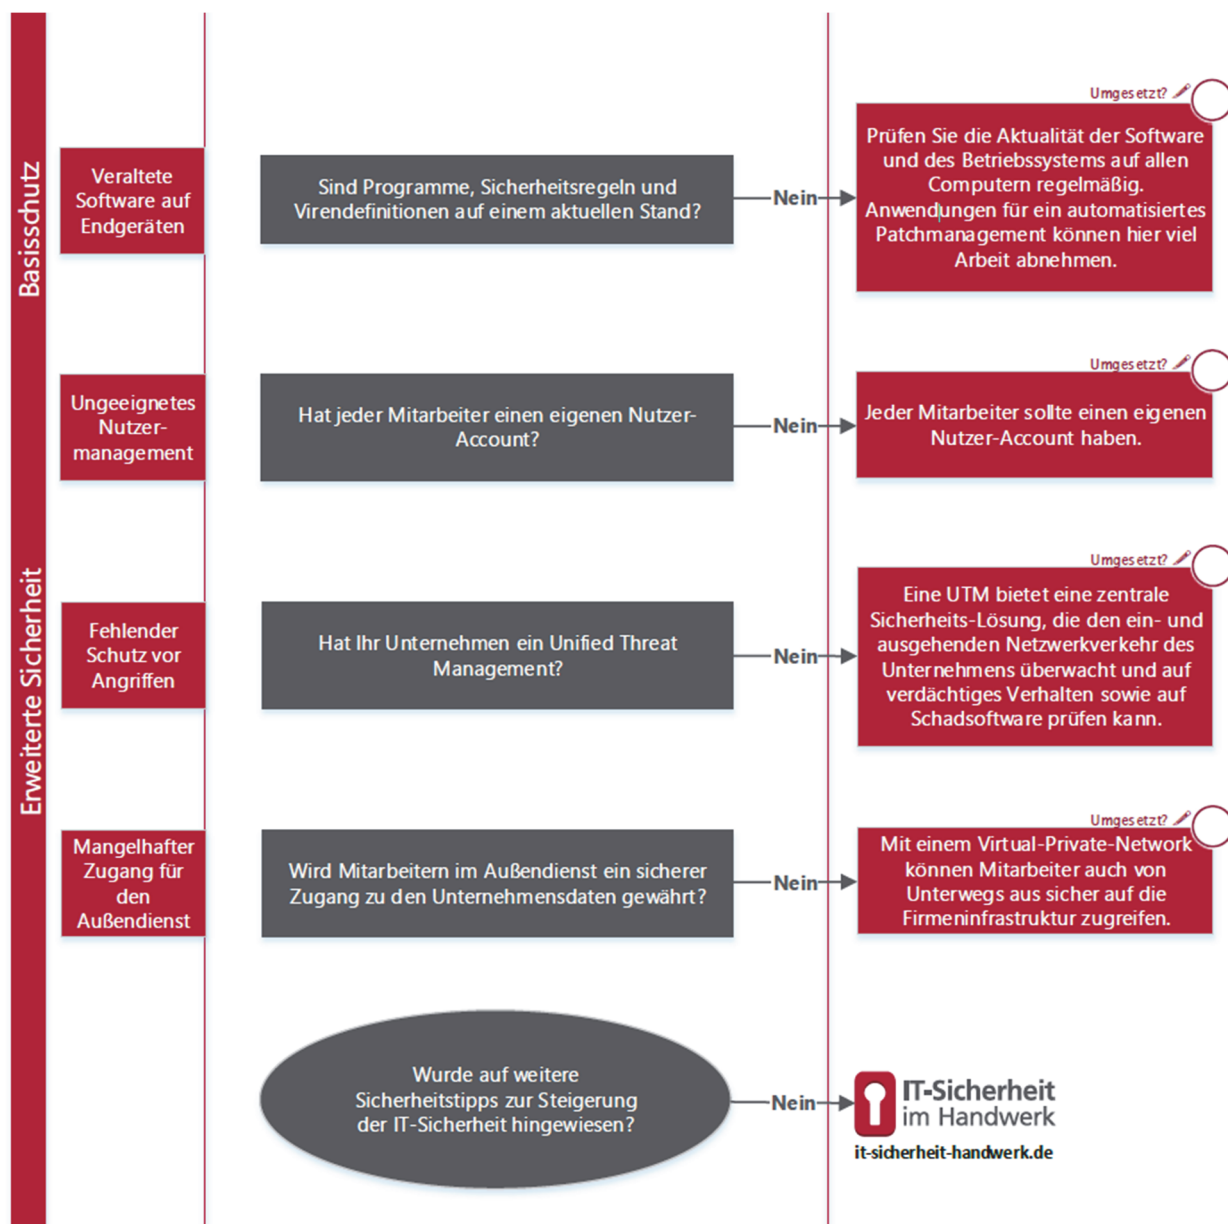 Basisschutz
Veraltete
Software auf
Endgeräten
Sind Programme, Sicherheitsregeln und
Virendefinitionen auf einem aktuellen Stand?
Nein
Umgesetzt?
Prüfen Sie die Aktualität der Software
und des Betriebssystems auf allen
Computern regelmäßig.
Anwendungen für ein automatisiertes
Patchmanagement können hier viel
Arbeit abnehmen.
Erweiterte Sicherheit
Ungeeignetes
Nutzer-
management
Hat jeder Mitarbeiter einen eigenen Nutzer-
Account?
Nein
Umgesetzt?
Jeder Mitarbeiter sollte einen eigenen
Nutzer-Account haben.
Fehlender
Schutz vor
Angriffen
Hat Ihr Unternehmen ein Unified Threat
Management?
Nein
Umgesetzt?
Eine UTM bietet eine zentrale
Sicherheits-Lösung, die den ein- und
ausgehenden Netzwerkverkehr des
Unternehmens überwacht und auf
verdächtiges Verhalten sowie auf
Schadsoftware prüfen kann.
Mangelhafter
Zugang für
den
Außendienst
Wird Mitarbeitern im Außendienst ein sicherer
Zugang zu den Unternehmensdaten gewährt?
Nein
Umgesetzt?
Mit einem Virtual-Private-Network
können Mitarbeiter auch von
Unterwegs aus sicher auf die
Firmeninfrastruktur zugreifen.
Wurde auf weitere
Sicherheitstipps zur Steigerung
der IT-Sicherheit hingewiesen?
Nein
IT-Sicherheit
im Handwerk
it-sicherheit-handwerk.de